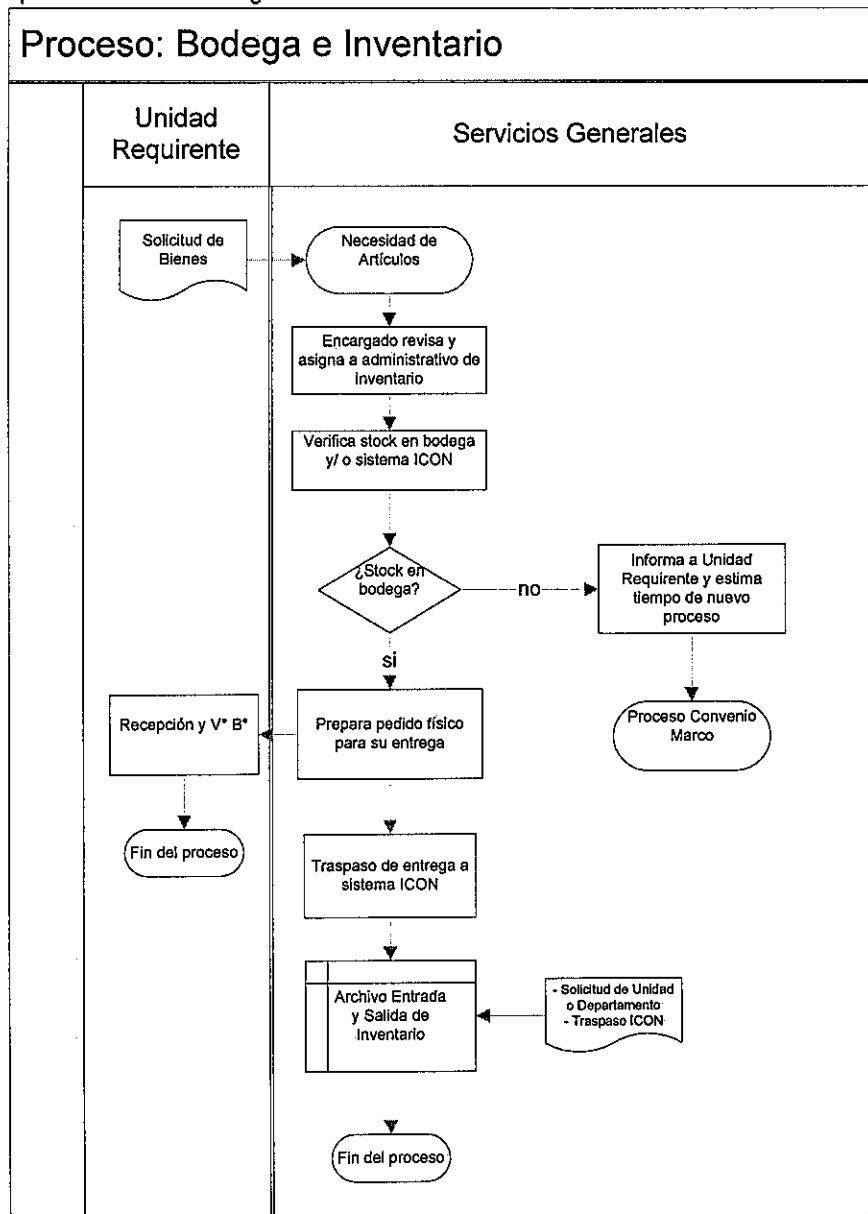 Proceso: Bodega e Inventario
Unidad
Requirente
Servicios Generales
Solicitud de
Bienes
Necesidad de
Artículos
Encargado revisa y
asigna a administrativo de
inventario
Verifica stock en bodega
y/ o sistema ICON
¿Stock en
bodega?
no
Informa a Unidad
Requirente y estima
tiempo de nuevo
proceso
si
Proceso Convenio
Marco
Recepción y V° B°
Prepara pedido físico
para su entrega
Fin del proceso
Traspaso de entrega a
sistema ICON
Archivo Entrada
y Salida de
Inventario
- Solicitud de Unidad
o Departamento
- Traspaso ICON
Fin del proceso